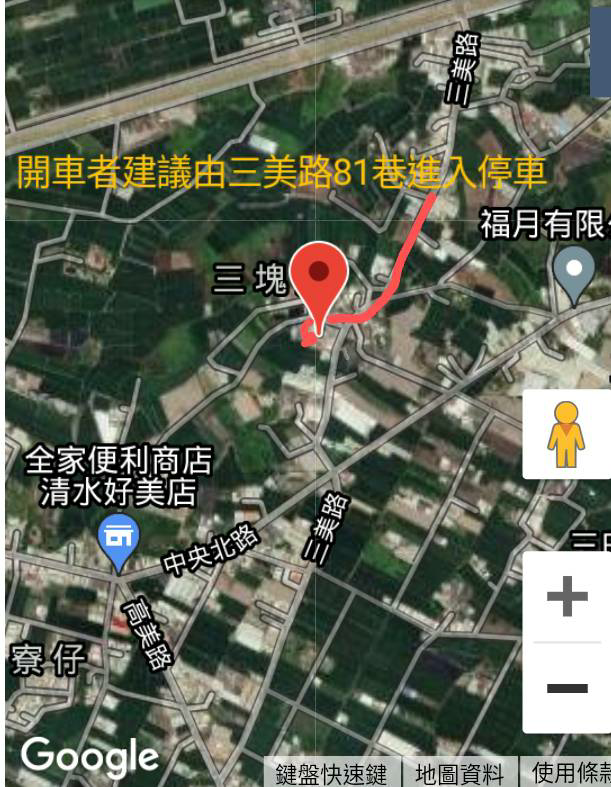 三美路
開車者建議由三美路81巷進入停車
福月有限
三塊
全家便利商店
清水好美店
中央北路
三美路
高美路
寮仔
Google
鍵盤快速鍵
地圖資料
使用條款